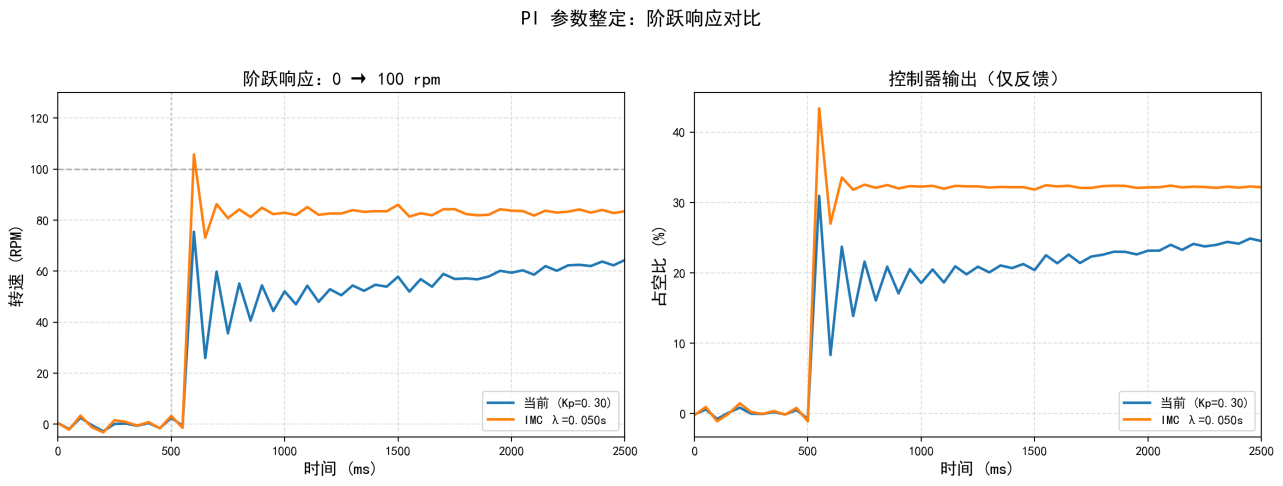 PI 参数整定：阶跃响应对比
阶跃响应：0 → 100 rpm
转速 (RPM)
120
100
80
60
40
20
0
0
500
1000
1500
2000
2500
时间 (ms)
当前 (Kp=0.30)
IMC λ=0.050s
控制器输出（仅反馈）
占空比 (%)
40
30
20
10
0
0
500
1000
1500
2000
2500
时间 (ms)
当前 (Kp=0.30)
IMC λ=0.050s